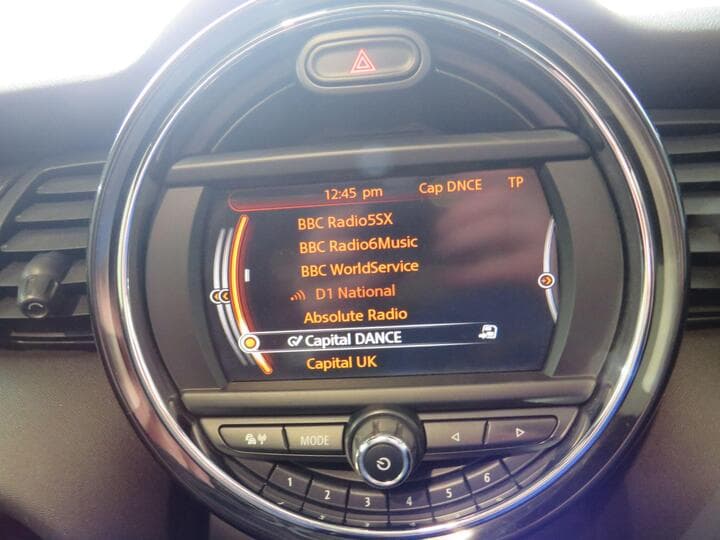 12:45 pm Cap DNCE TP
BBC Radio5SX
BBC Radio6Music
BBC WorldService
D1 National
Absolute Radio
Capital DANCE
Capital UK
MODE
1 2 3 4 5 6